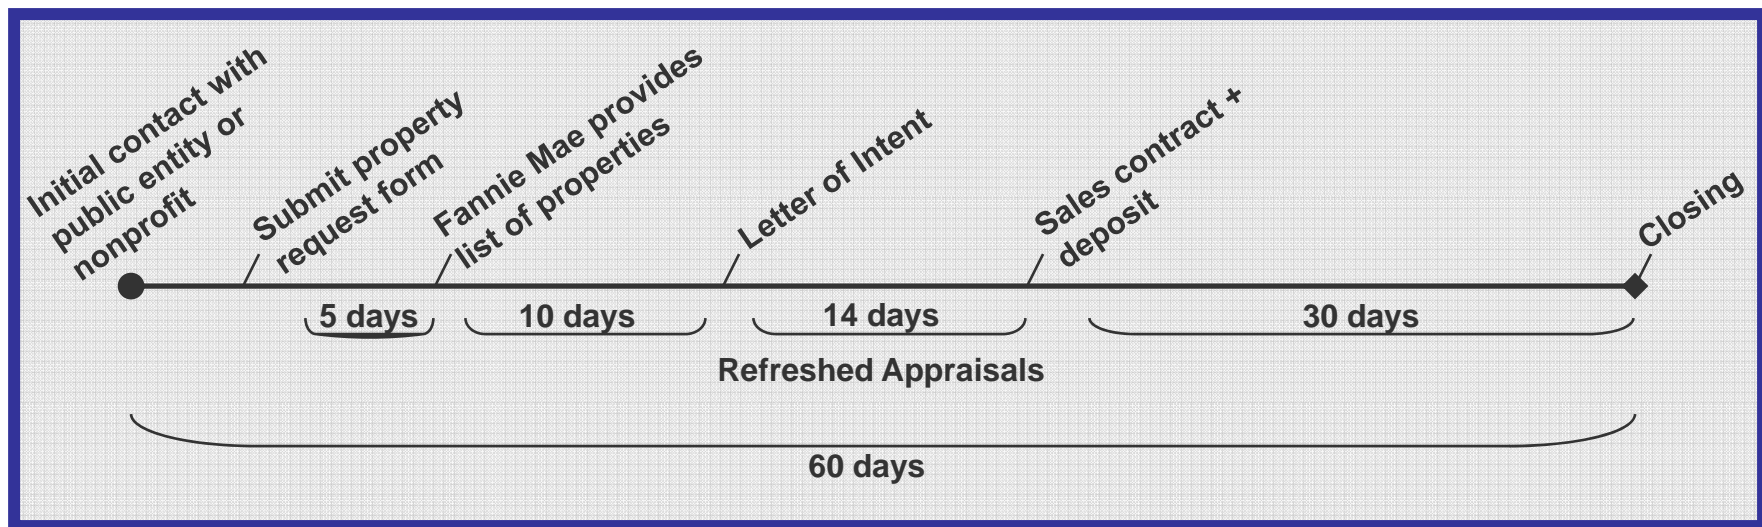 Initial contact with
public entity or
nonprofit
Submit property
request form
Fannie Mae provides
list of properties
Letter of Intent
Sales contract +
deposit
Closing
5 days
10 days
14 days
30 days
Refreshed Appraisals
60 days